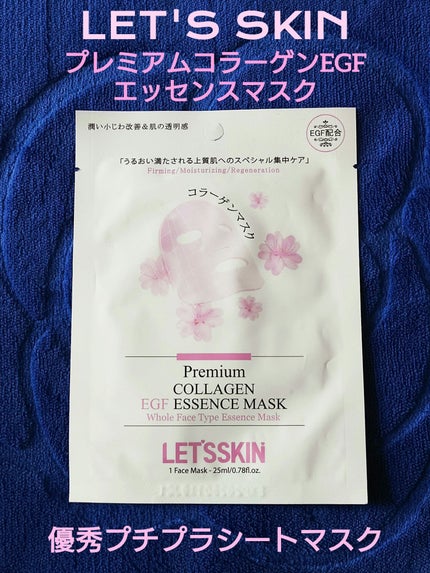 LET'S SKIN
プレミアムコラーゲンEGF
エッセンスマスク
潤い小じわ改善&肌の透明感
EGF配合
「うるおい満たされる上質肌へのスペシャル集中ケア」
Firming/Moisturizing/Regeneration
コラーゲンマスク
Premium
COLLAGEN
EGF ESSENCE MASK
Whole Face Type Essence Mask
LET'SSKIN
1 Face Mask - 25ml/0.78fl.oz.
優秀プチプラシートマスク